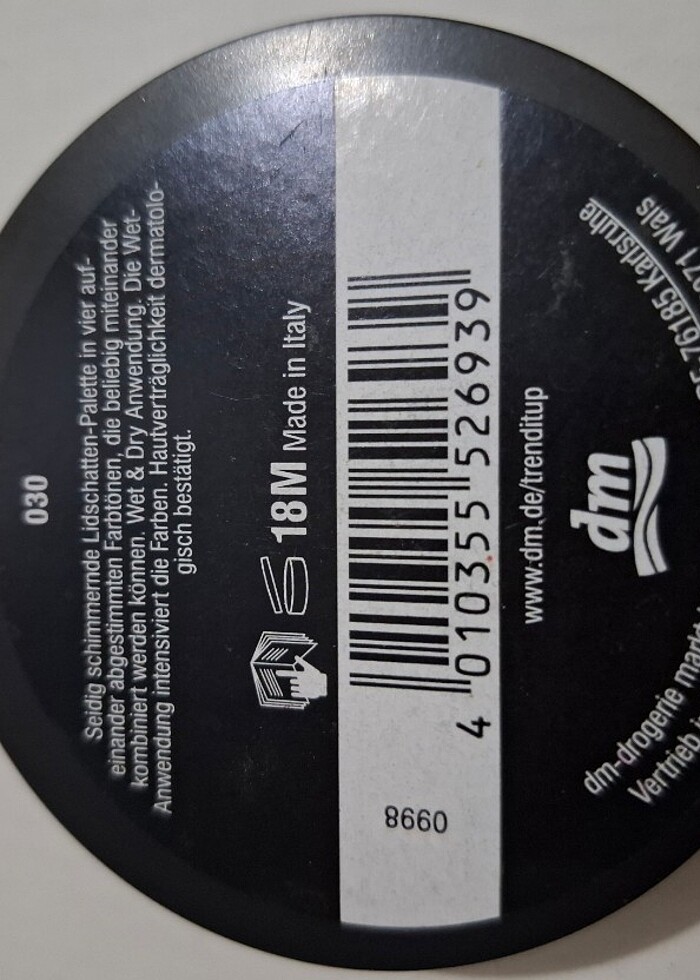 030
Seidig schimmernde Lidschatten-Palette in vier auf-
einander abgestimmten Farbtönen, die beliebig miteinander
kombiniert werden können. Wet & Dry Anwendung. Die Wet-
Anwendung intensiviert die Farben. Hautverträglichkeit dermatolo-
gisch bestätigt.
18M Made in Italy
4 010355 526939
0998
www.dm.de/trenditup
dm
dm-drogerie
76185 Karlsruhe
Vertrieb
71 Wals